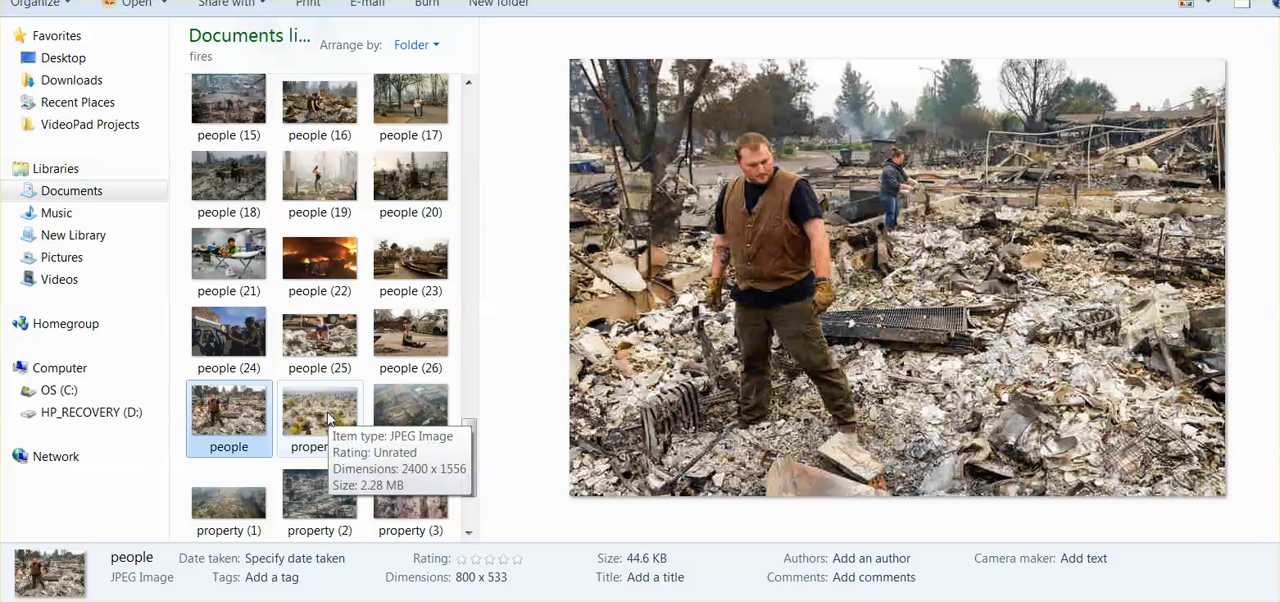 Organize Open Share with Print E-mail Burn New folder
Favorites
Desktop
Downloads
Recent Places
VideoPad Projects
Libraries
Documents
Music
New Library
Pictures
Videos
Homegroup
Computer
OS (C:)
HP_RECOVERY (D:)
Network
Documents li...
fires
Arrange by: Folder
people (15) people (16) people (17)
people (18) people (19) people (20)
people (21) people (22) people (23)
people (24) people (25) people (26)
people proper
Item type: JPEG Image
Rating: Unrated
Dimensions: 2400 x 1556
Size: 2.28 MB
property (1) property (2) property (3)
people Date taken: Specify date taken Rating: Size: 44.6 KB Authors: Add an author Camera maker: Add text
JPEG Image Tags: Add a tag Dimensions: 800 x 533 Title: Add a title Comments: Add comments